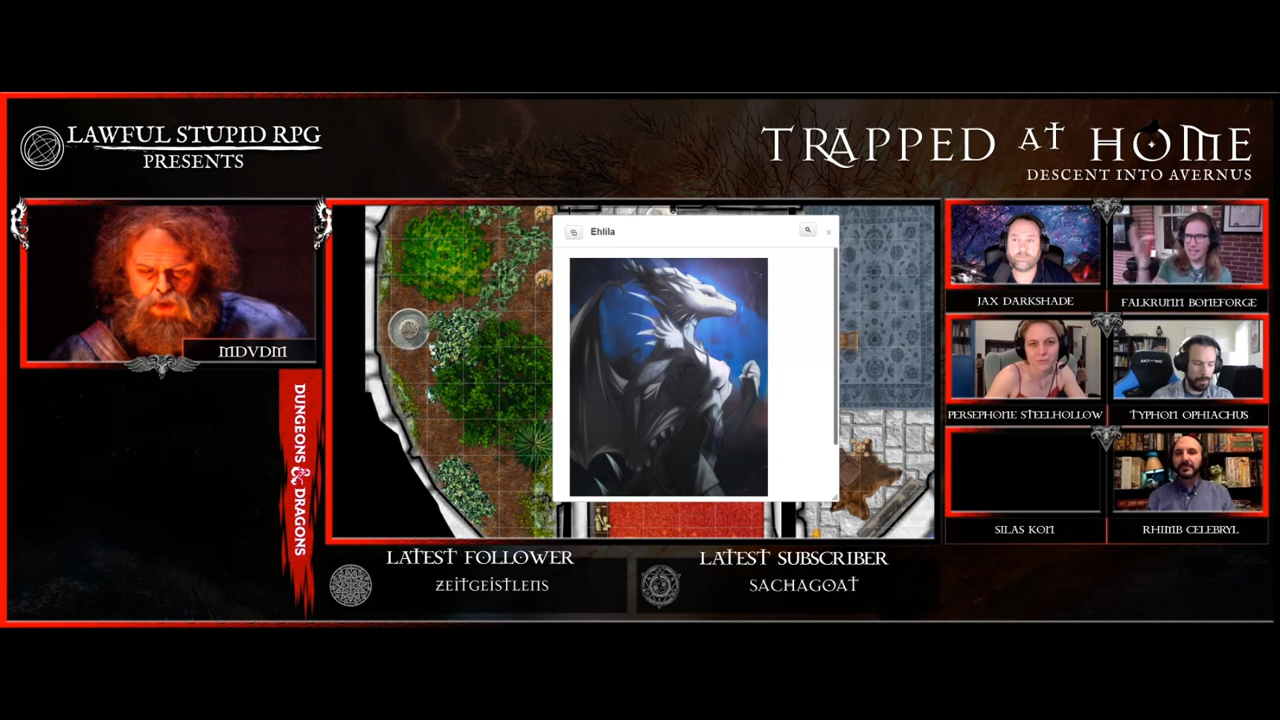 LAWFUL STUPID RPG
PRESENTS
TRAPPED AT HOME
DESCENT INTO AVERNUS
MDVDM
DUNGEONS & DRAGONS
Ehlila
JAX DARKSHADE
FALKRUNN BONEFORGE
PERSEPHONE STEELHOLLOW
TYPHON OPHIACHUS
SILAS KON
RHIMB CELEBRYL
LATEST FOLLOWER
ZEITGEISTLENS
LATEST SUBSCRIBER
SACHAGOAT